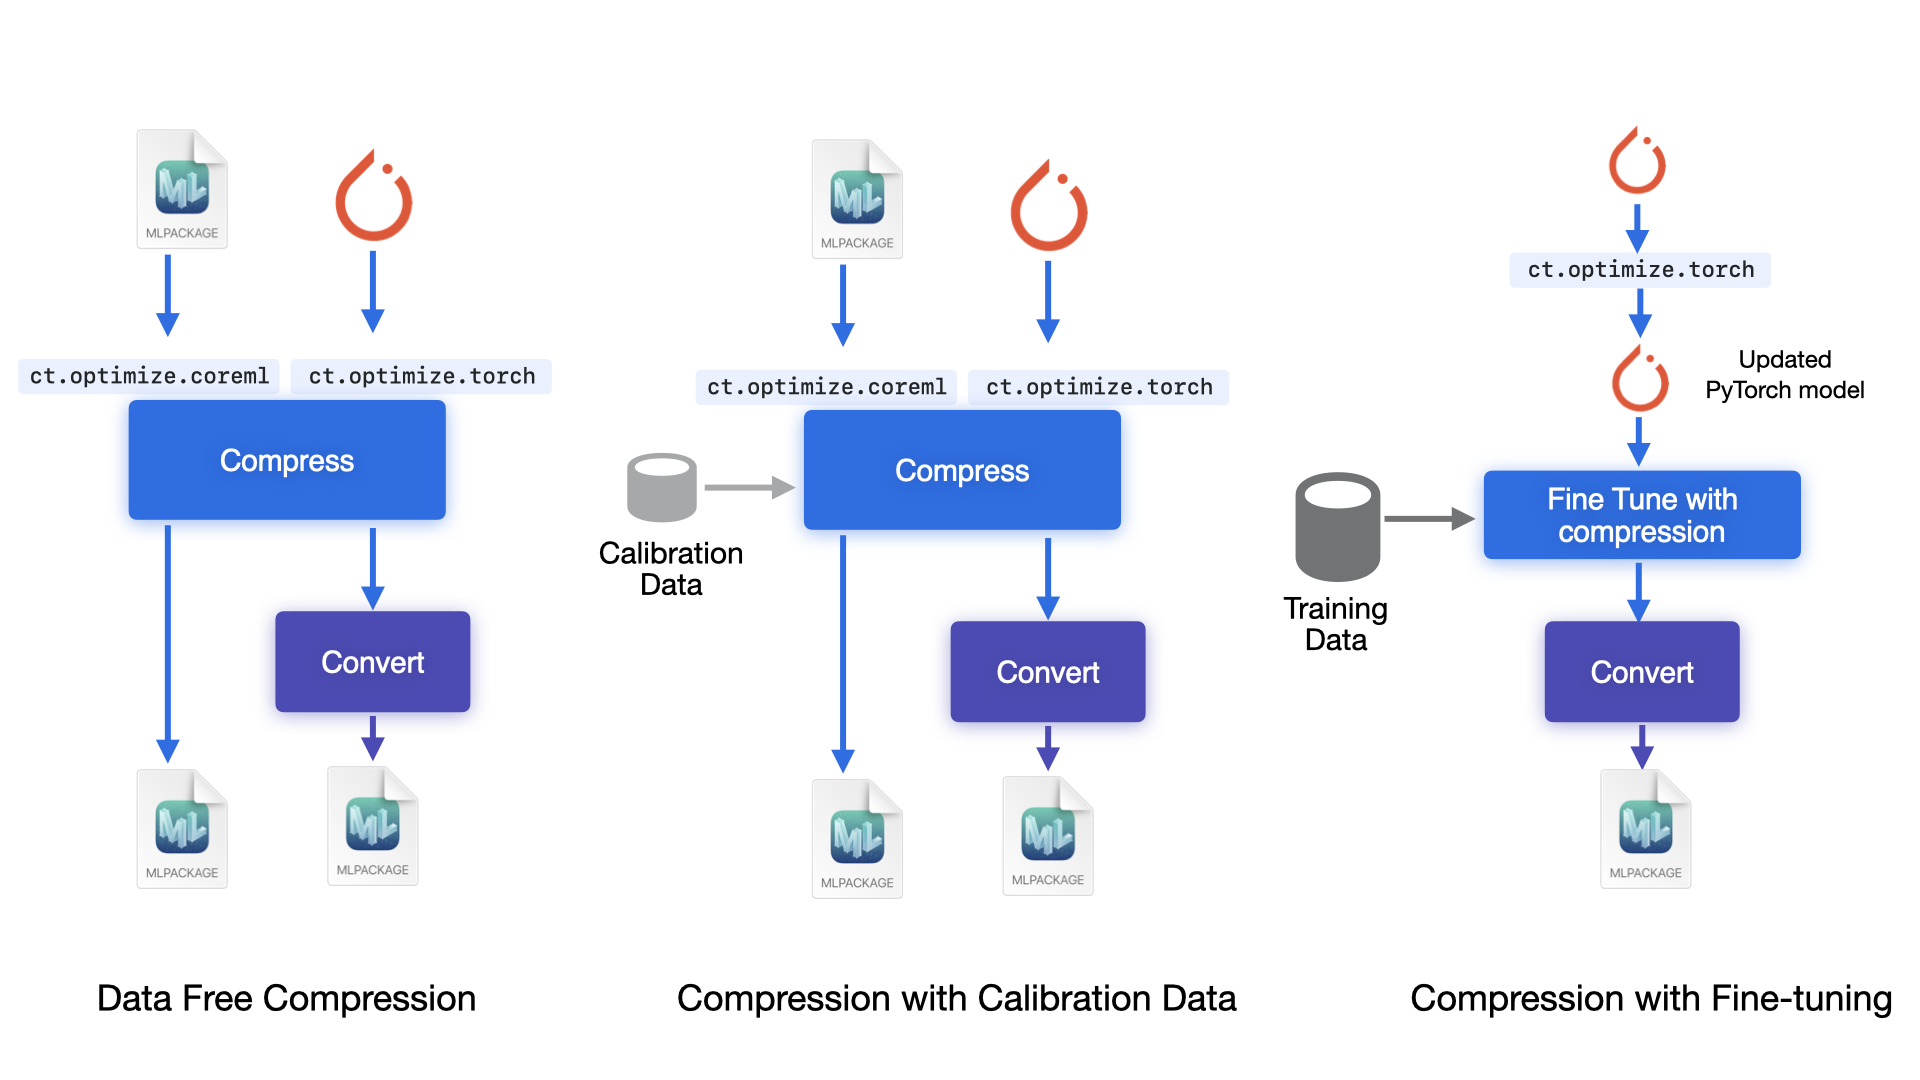 MLPACKAGE
ct.optimize.coreml
ct.optimize.torch
Compress
Convert
MLPACKAGE
MLPACKAGE
Data Free Compression
MLPACKAGE
ct.optimize.coreml
ct.optimize.torch
Compress
Calibration
Data
Convert
MLPACKAGE
MLPACKAGE
Compression with Calibration Data
ct.optimize.torch
Updated
PyTorch model
Fine Tune with
compression
Training
Data
Convert
MLPACKAGE
Compression with Fine-tuning